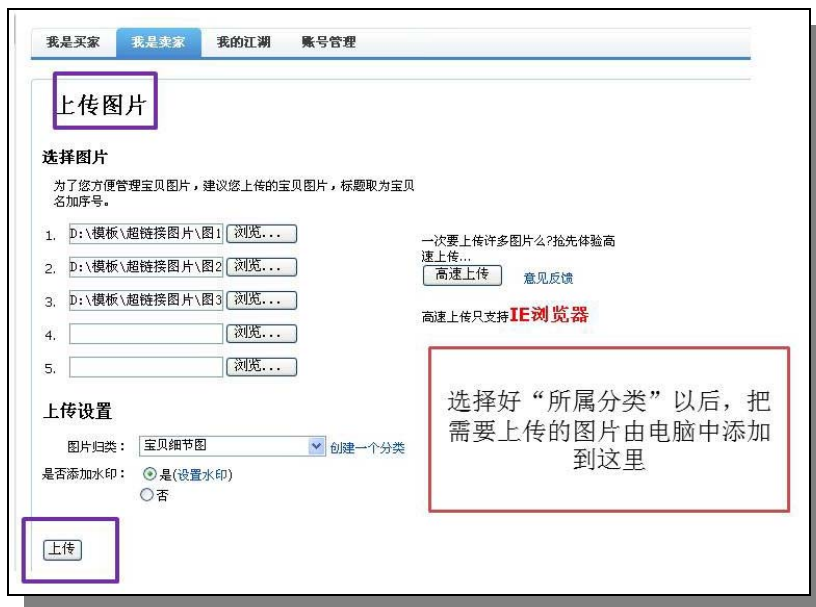 我是买家 我是卖家 我的江湖 账号管理
上传图片
选择图片
为了您方便管理宝贝图片，建议您上传的宝贝图片，标题取为宝贝
名加序号。
1. D:\模板\超链接图片\图1 浏览...
2. D:\模板\超链接图片\图2 浏览...
3. D:\模板\超链接图片\图3 浏览...
4. 浏览...
5. 浏览...
一次要上传许多图片么?抢先体验高
速上传...
高速上传 意见反馈
高速上传只支持IE浏览器
上传设置
图片归类： 宝贝细节图 创建一个分类
是否添加水印： 是(设置水印)
否
上传
选择好“所属分类”以后，把
需要上传的图片由电脑中添加
到这里